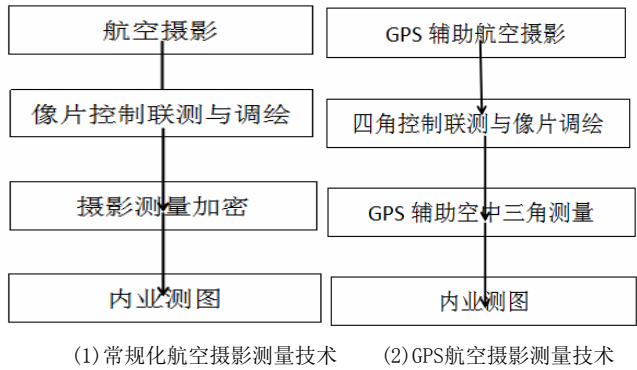 航空摄影
像片控制联测与调绘
摄影测量加密
内业测图
(1)常规化航空摄影测量技术
GPS 辅助航空摄影
四角控制联测与像片调绘
GPS 辅助空中三角测量
内业测图
(2)GPS航空摄影测量技术